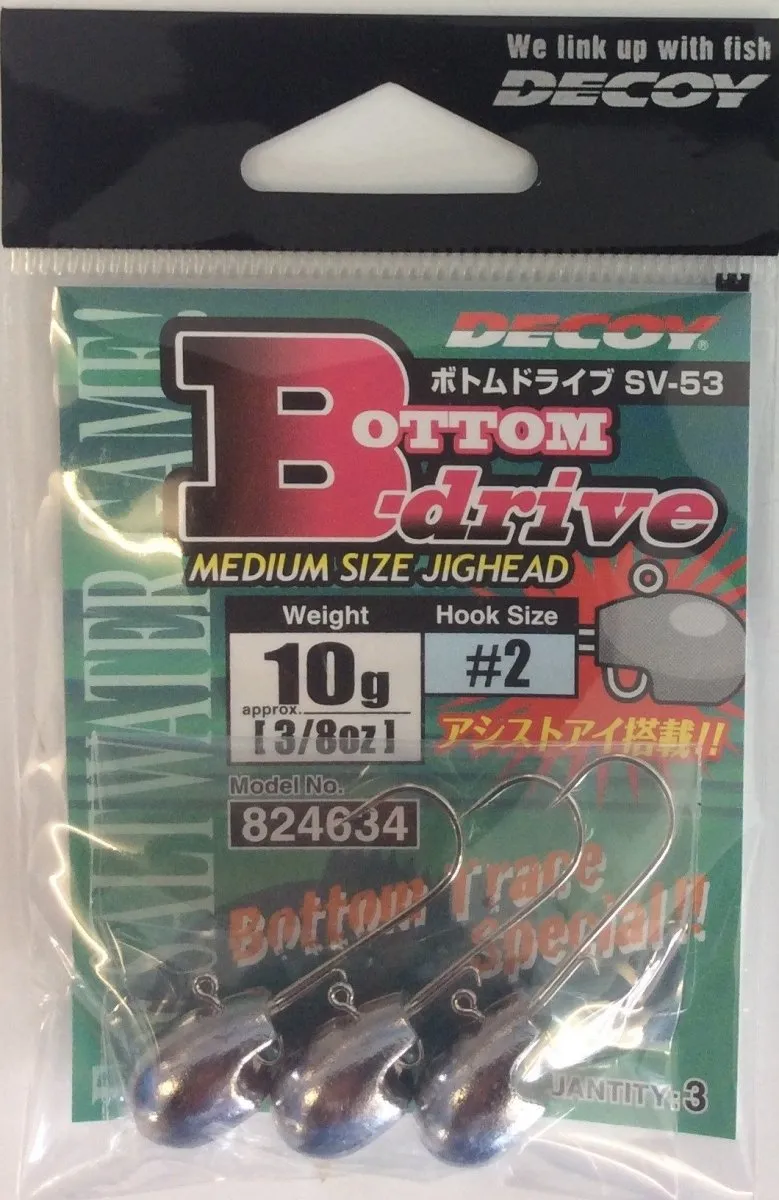 We link up with fish
DECOY
DECOY®
ボトムドライブ SV-53
BOTTOM
-drive
MEDIUM SIZE JIGHEAD
Weight
Hook Size
10g
#2
approx.
[3/8oz]
アシストアイ搭載!!
Model No.
824634
Bottom Trace
Special!!
SALTWATER GAME!
QUANTITY:3